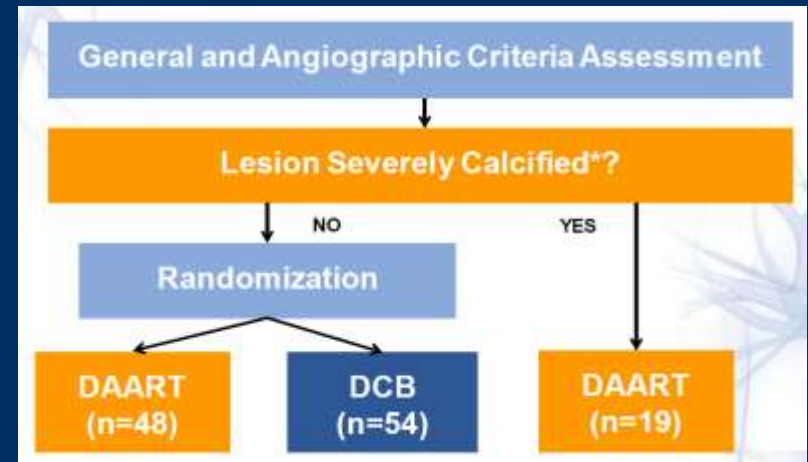 General and Angiographic Criteria Assessment
Lesion Severely Calcified*?
NO
YES
Randomization
DAART
(n=48)
DCB
(n=54)
DAART
(n=19)